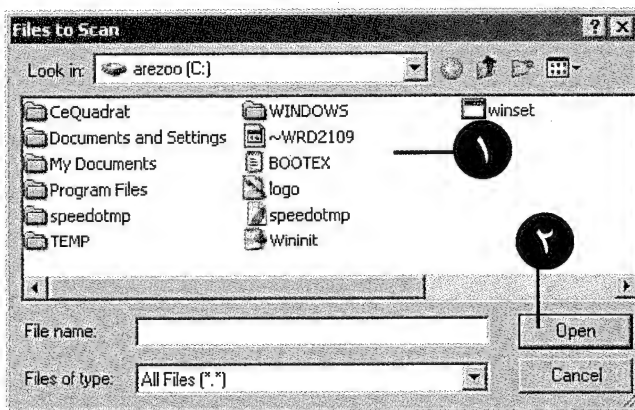 Files to Scan
Look in: arezoo (C:)
CeQuadrat
Documents and Settings
My Documents
Program Files
speedotmp
TEMP
WINDOWS
~WRD2109
BOOTEX
logo
speedotmp
Wininit
winset
۱
۲
File name:
Open
Files of type: All Files (*.*)
Cancel